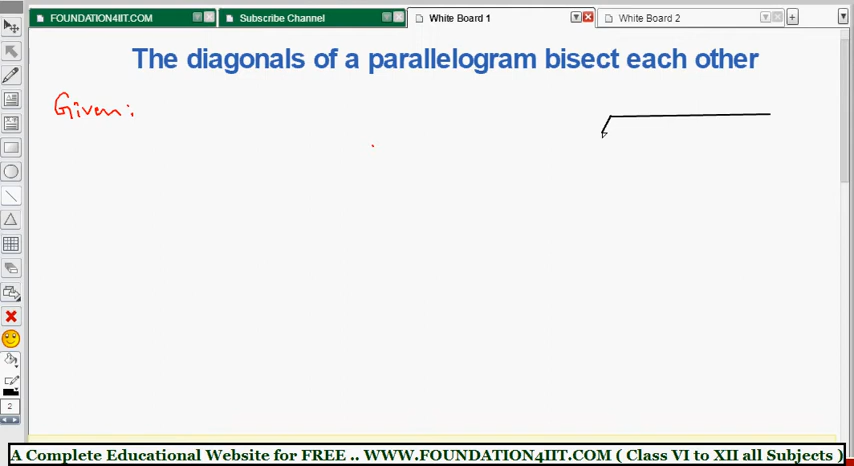 FOUNDATION4IIT.COM
Subscribe Channel
White Board 1
White Board 2
The diagonals of a parallelogram bisect each other
Given:
2
A Complete Educational Website for FREE .. WWW.FOUNDATION4IIT.COM ( Class VI to XII all Subjects )